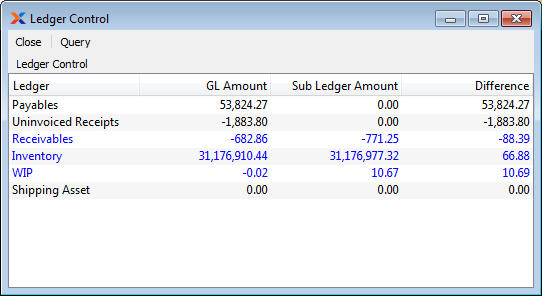 Ledger Control
Close Query
Ledger Control
Ledger GL Amount Sub Ledger Amount Difference
Payables 53,824.27 0.00 53,824.27
Uninvoiced Receipts -1,883.80 0.00 -1,883.80
Receivables -682.86 -771.25 -88.39
Inventory 31,176,910.44 31,176,977.32 66.88
WIP -0.02 10.67 10.69
Shipping Asset 0.00 0.00 0.00